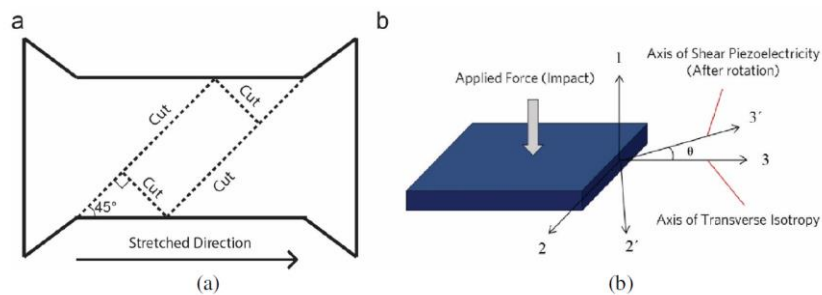 a
Cut
Cut
Cut
Cut
45°
Stretched Direction
(a)
b
1
Axis of Shear Piezoelectricity
(After rotation)
Applied Force (Impact)
3´
θ
3
Axis of Transverse Isotropy
2
2´
(b)